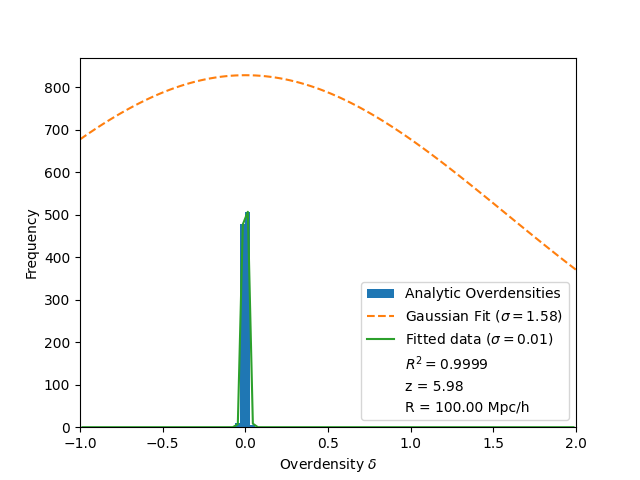 800
700
600
500
400
300
200
100
0
Frequency
−1.0 −0.5 0.0 0.5 1.0 1.5 2.0
Overdensity δ
Analytic Overdensities
Gaussian Fit (σ = 1.58)
Fitted data (σ = 0.01)
R² = 0.9999
z = 5.98
R = 100.00 Mpc/h